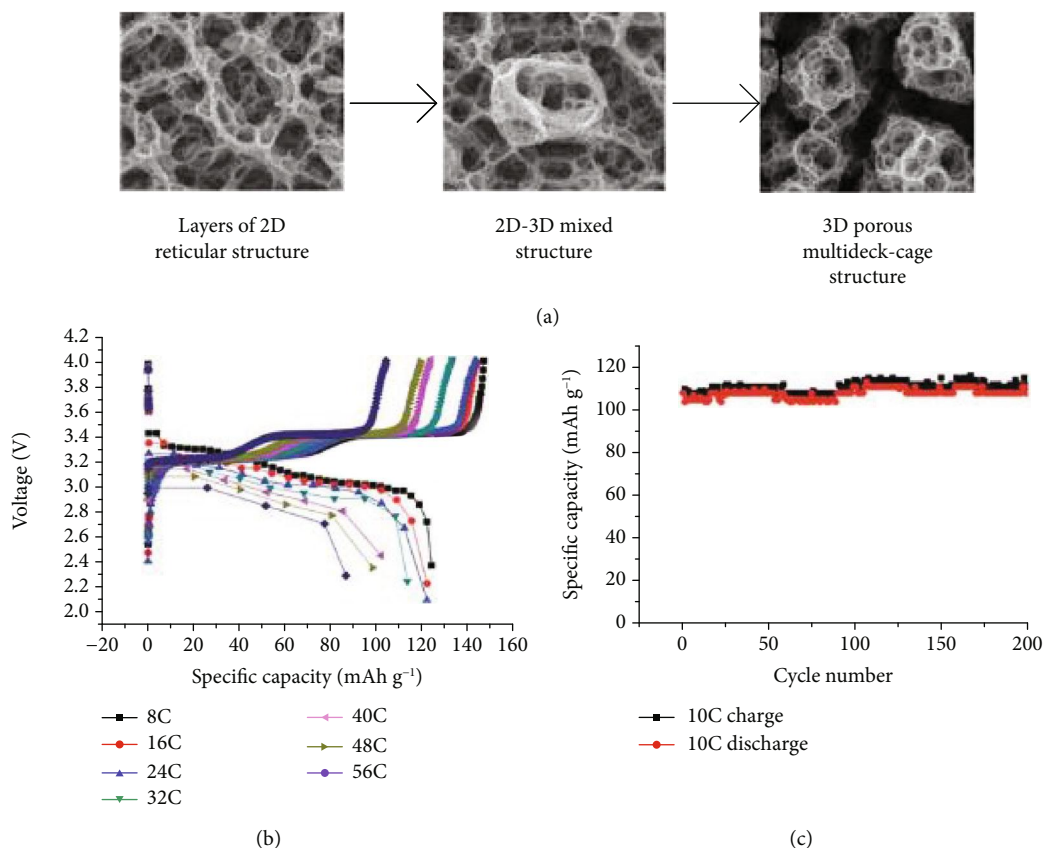 Layers of 2D
reticular structure
2D-3D mixed
structure
3D porous
multideck-cage
structure
(a)
4.2
4.0
3.8
3.6
3.4
3.2
3.0
2.8
2.6
2.4
2.2
2.0
Voltage (V)
−20 0 20 40 60 80 100 120 140 160
Specific capacity (mAh g⁻¹)
8C
16C
24C
32C
40C
48C
56C
(b)
120
100
80
60
40
20
0
Specific capacity (mAh g⁻¹)
0 50 100 150 200
Cycle number
10C charge
10C discharge
(c)